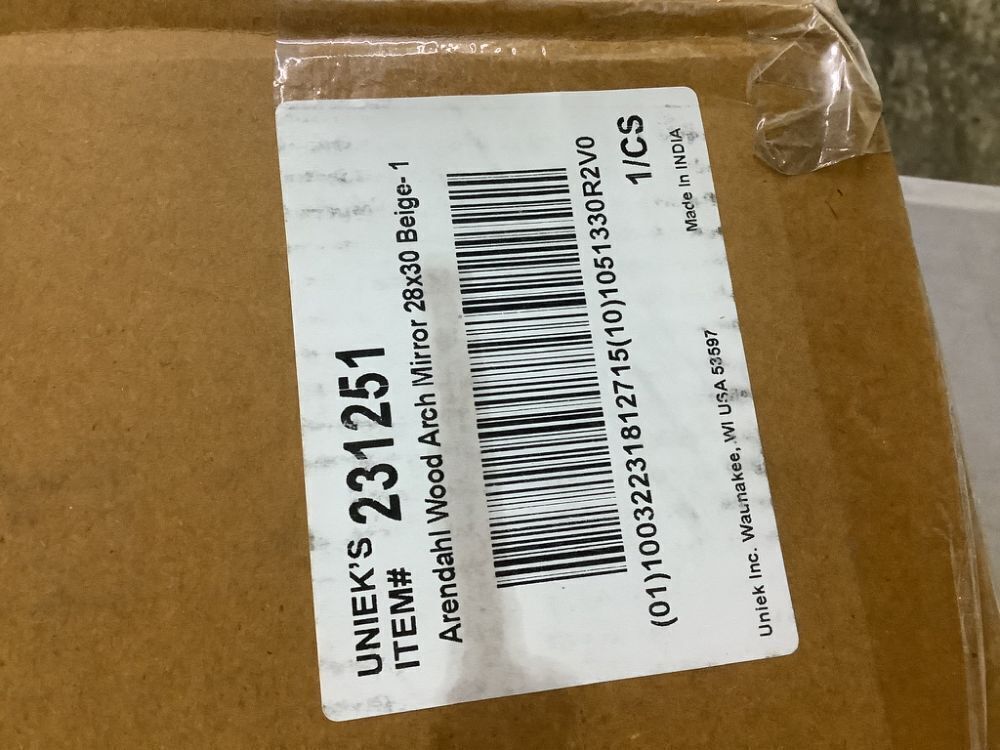 UNIEK'S
ITEM# 231251
Arendahl Wood Arch Mirror 28x30 Beige-1
(01)10032231812715(10)1051330R2V0
1/CS
Uniek Inc. Waunakee, WI USA 53597
Made In INDIA